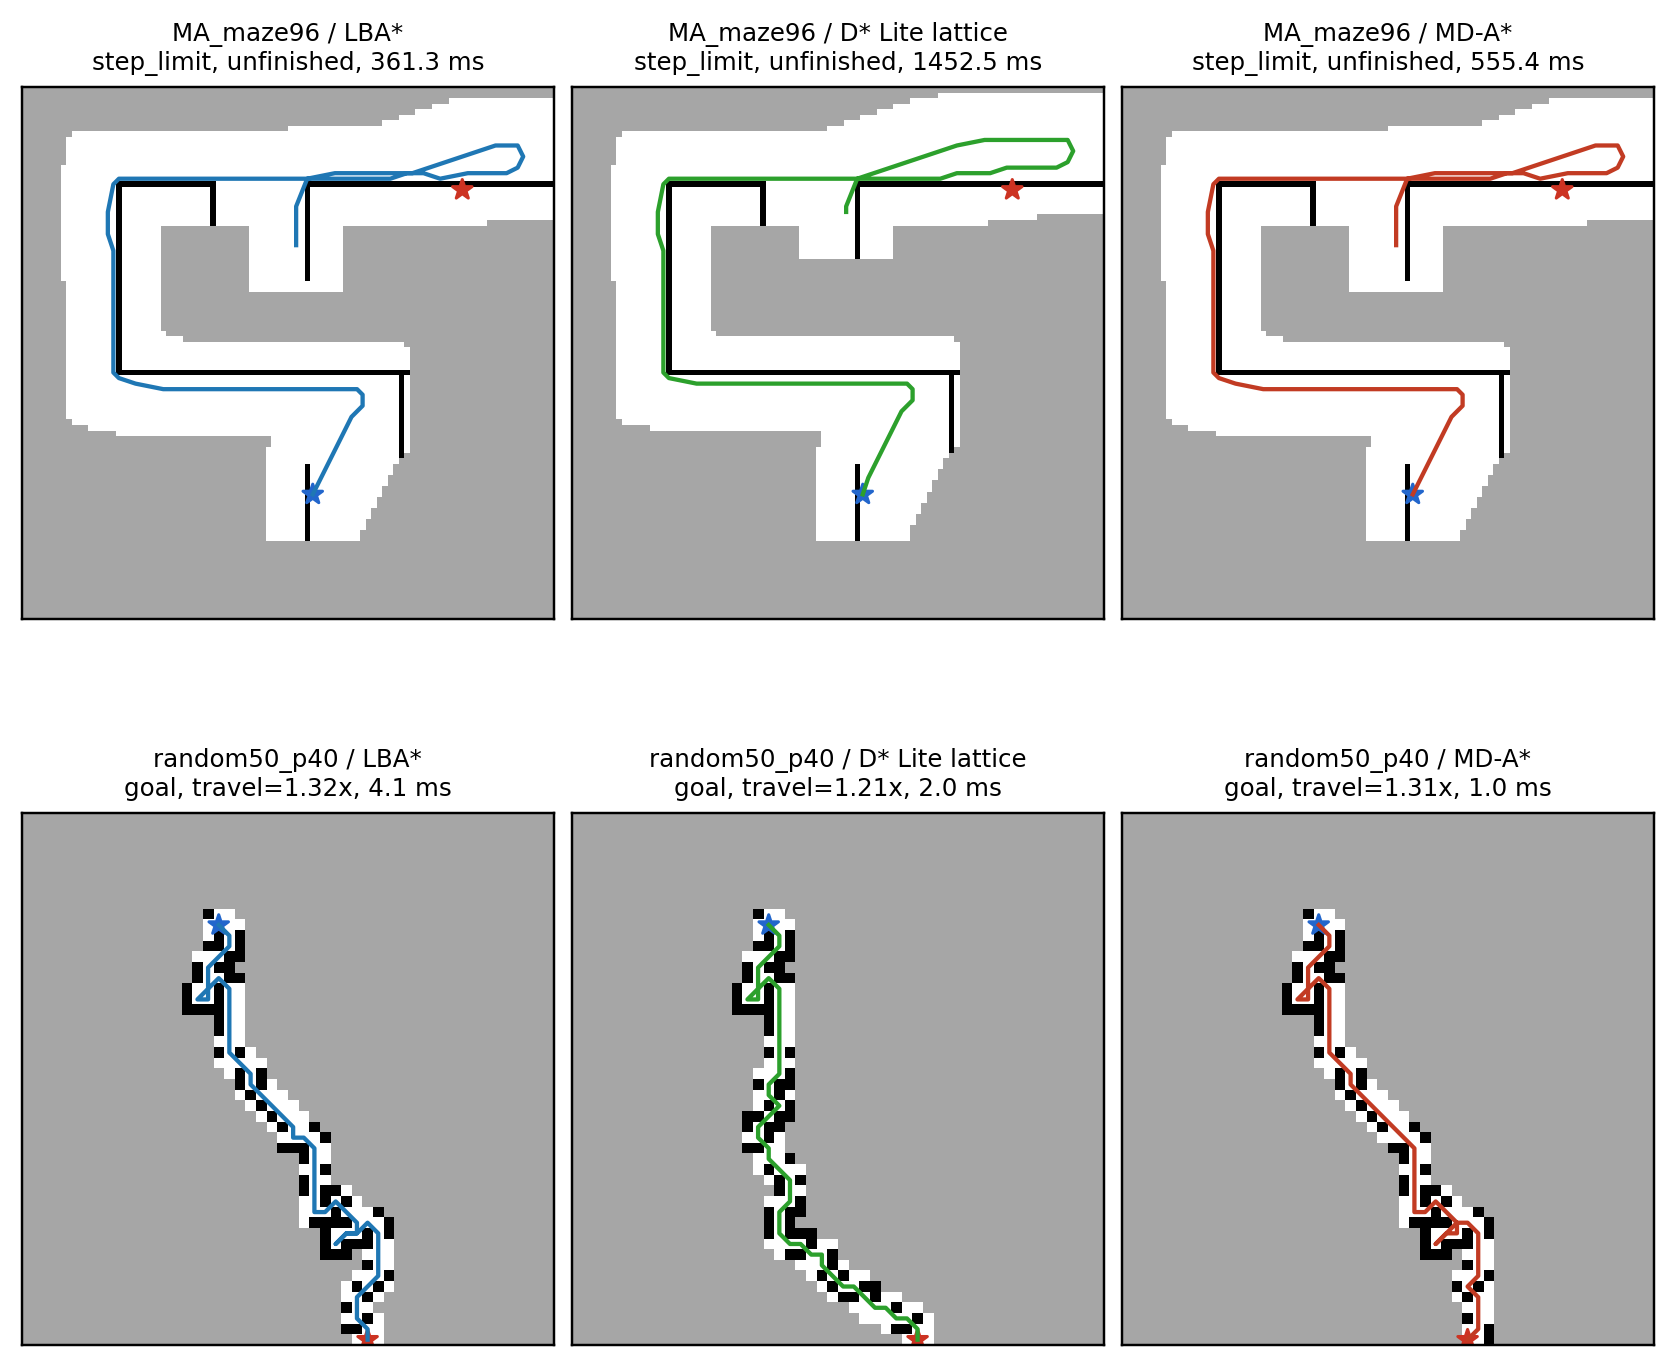 MA_maze96 / LBA*
step_limit, unfinished, 361.3 ms
MA_maze96 / D* Lite lattice
step_limit, unfinished, 1452.5 ms
MA_maze96 / MD-A*
step_limit, unfinished, 555.4 ms
random50_p40 / LBA*
goal, travel=1.32x, 4.1 ms
random50_p40 / D* Lite lattice
goal, travel=1.21x, 2.0 ms
random50_p40 / MD-A*
goal, travel=1.31x, 1.0 ms